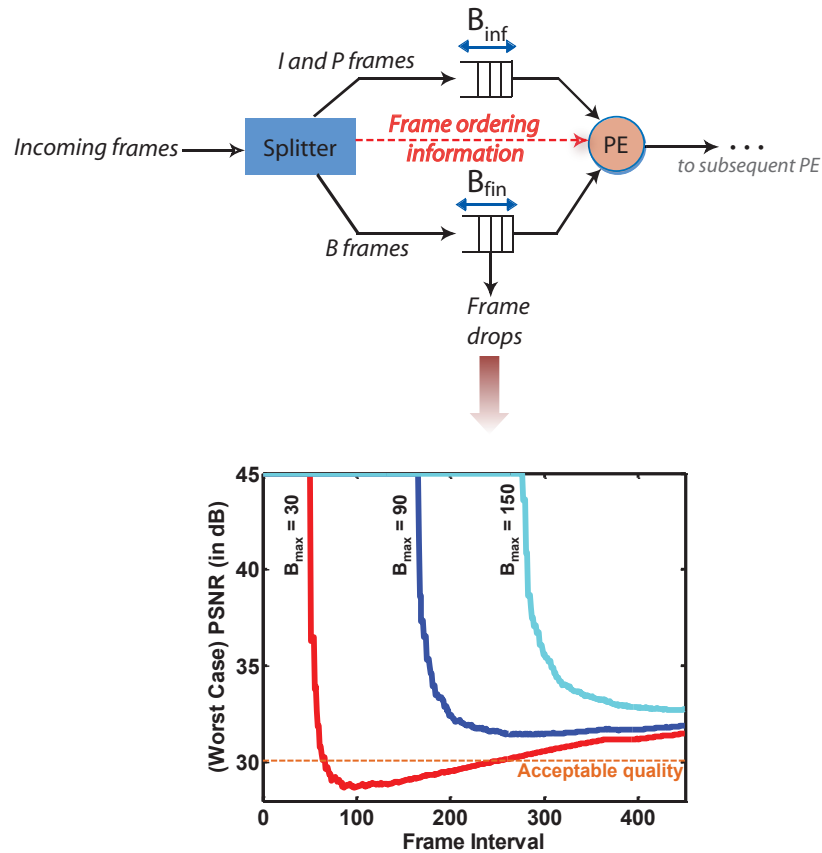 B_inf
I and P frames
Incoming frames
Splitter
Frame ordering
information
PE
...
to subsequent PE
B_fin
B frames
Frame
drops
(Worst Case) PSNR (in dB)
45
40
35
30
B_max = 30
B_max = 90
B_max = 150
Acceptable quality
0 100 200 300 400
Frame Interval